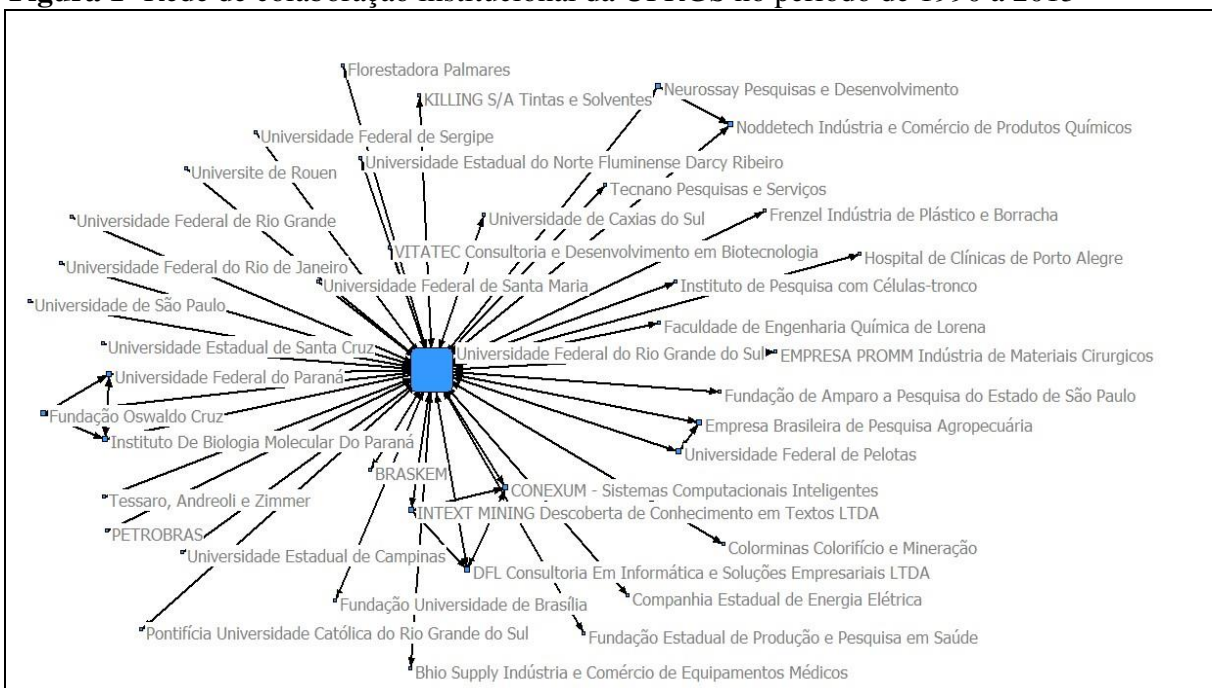 Figura 1- Rede de colaboração institucional da UFRGS no período de 1990 a 2013
Florestadora Palmares
Neurossay Pesquisas e Desenvolvimento
KILLING S/A Tintas e Solventes
Noddetech Indústria e Comércio de Produtos Químicos
Universidade Federal de Sergipe
Universidade Estadual do Norte Fluminense Darcy Ribeiro
Universite de Rouen
Tecnano Pesquisas e Serviços
Universidade Federal de Rio Grande
Universidade de Caxias do Sul
Frenzel Indústria de Plástico e Borracha
VITATEC Consultoria e Desenvolvimento em Biotecnologia
Hospital de Clínicas de Porto Alegre
Universidade Federal do Rio de Janeiro
Universidade Federal de Santa Maria
Instituto de Pesquisa com Células-tronco
Universidade de São Paulo
Faculdade de Engenharia Química de Lorena
Universidade Estadual de Santa Cruz
Universidade Federal do Rio Grande do Sul
EMPRESA PROMM Indústria de Materiais Cirurgicos
Universidade Federal do Paraná
Fundação de Amparo a Pesquisa do Estado de São Paulo
Fundação Oswaldo Cruz
Empresa Brasileira de Pesquisa Agropecuária
Instituto De Biologia Molecular Do Paraná
Universidade Federal de Pelotas
BRASKEM
CONEXUM - Sistemas Computacionais Inteligentes
Tessaro, Andreoli e Zimmer
INTEXT MINING Descoberta de Conhecimento em Textos LTDA
PETROBRAS
Colorminas Colorifício e Mineração
Universidade Estadual de Campinas
DFL Consultoria Em Informática e Soluções Empresariais LTDA
Fundação Universidade de Brasília
Companhia Estadual de Energia Elétrica
Pontifícia Universidade Católica do Rio Grande do Sul
Fundação Estadual de Produção e Pesquisa em Saúde
Bhio Supply Indústria e Comércio de Equipamentos Médicos